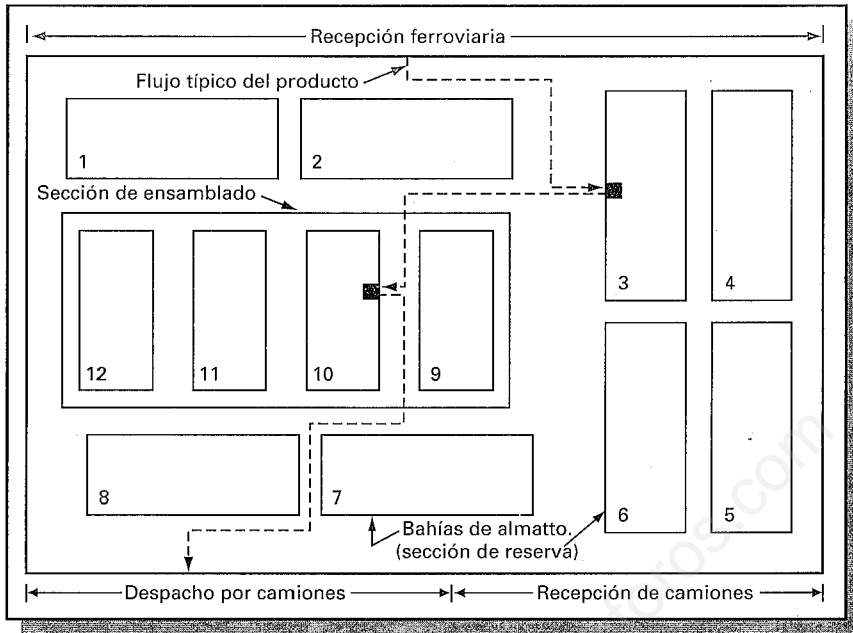 Recepción ferroviaria
Flujo típico del producto
1
2
Sección de ensamblado
3
4
12
11
10
9
8
7
6
5
Bahías de almatto.
(sección de reserva)
Despacho por camiones
Recepción de camiones